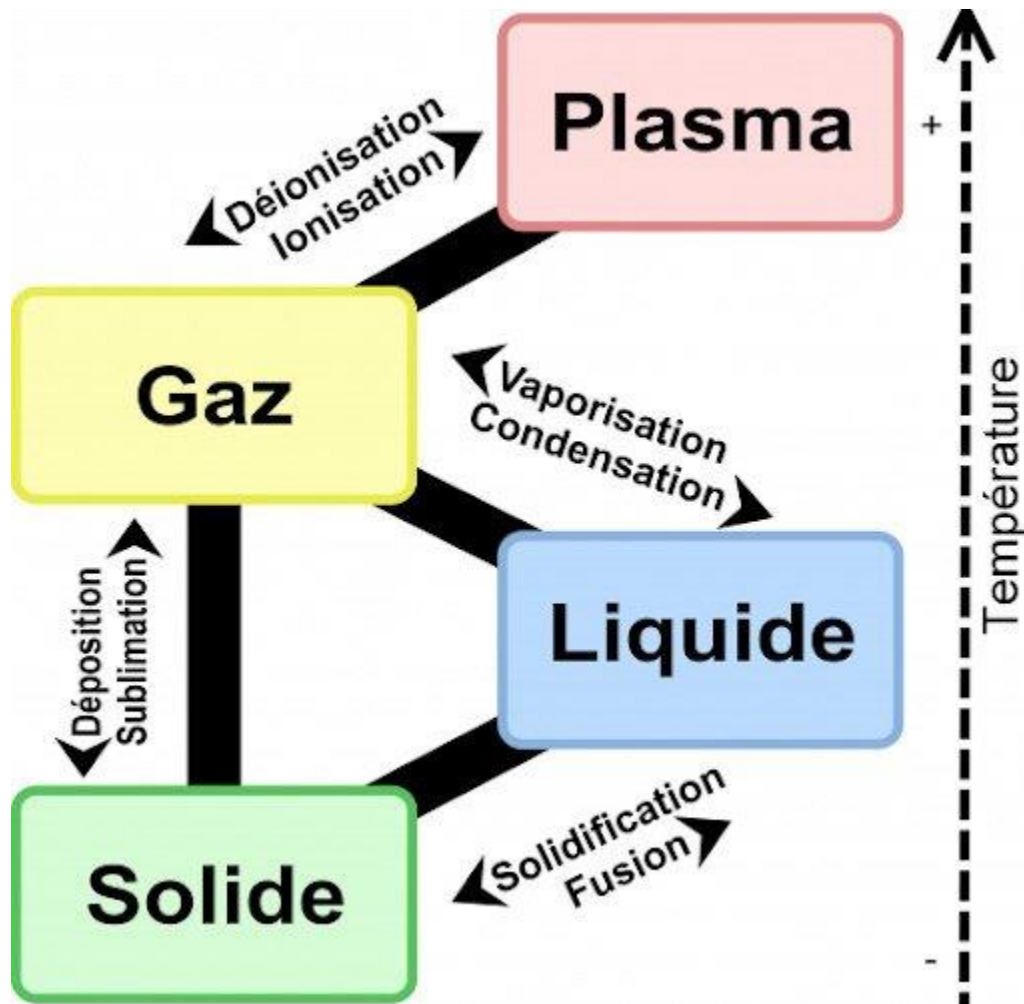 Plasma
+
Déionisation
Ionisation
Gaz
Vaporisation
Condensation
Température
Déposition
Sublimation
Liquide
Solidification
Fusion
Solide
-